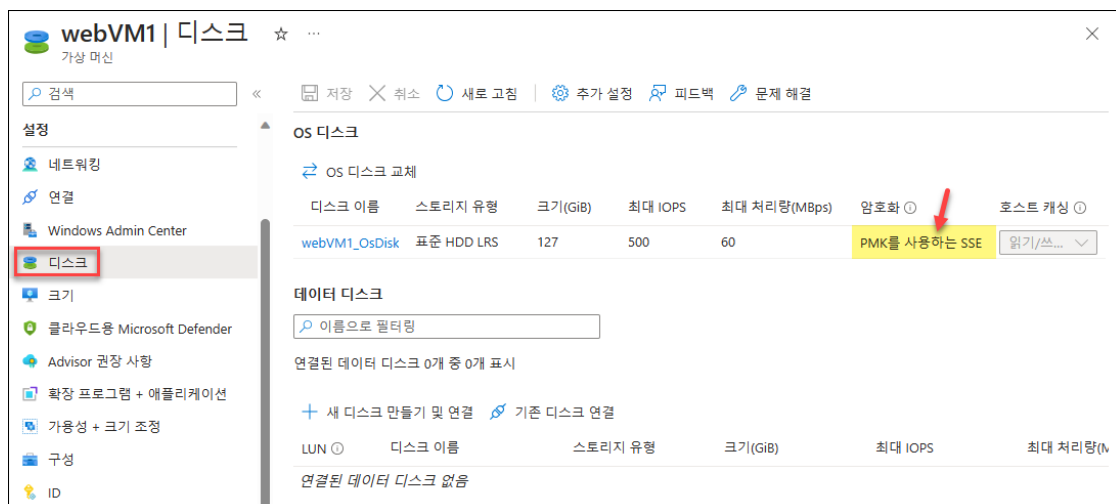 webVM1 | 디스크 ☆ ...
가상 머신
검색
저장 취소 새로 고침 추가 설정 피드백 문제 해결
설정
네트워킹
연결
Windows Admin Center
디스크
크기
클라우드용 Microsoft Defender
Advisor 권장 사항
확장 프로그램 + 애플리케이션
가용성 + 크기 조정
구성
ID
OS 디스크
OS 디스크 교체
디스크 이름 스토리지 유형 크기(GiB) 최대 IOPS 최대 처리량(MBps) 암호화 호스트 캐싱
webVM1_OsDisk 표준 HDD LRS 127 500 60 PMK를 사용하는 SSE 읽기/쓰...
데이터 디스크
이름으로 필터링
연결된 데이터 디스크 0개 중 0개 표시
새 디스크 만들기 및 연결 기존 디스크 연결
LUN 디스크 이름 스토리지 유형 크기(GiB) 최대 IOPS 최대 처리량(M
연결된 데이터 디스크 없음